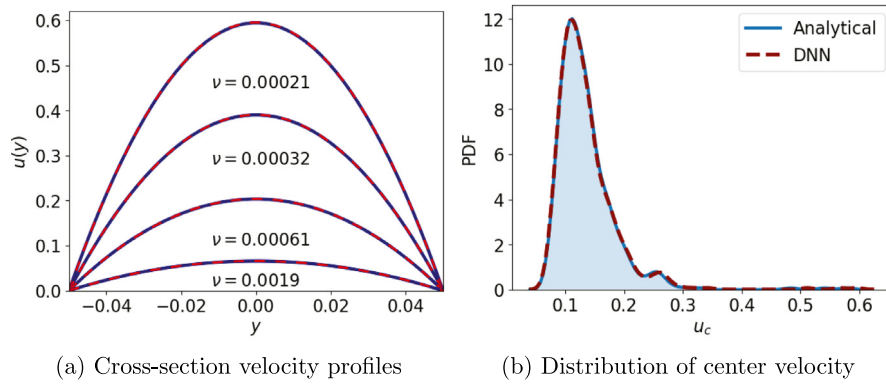 0.6
0.5
0.4
0.3
0.2
0.1
0.0
u(y)
ν = 0.00021
ν = 0.00032
ν = 0.00061
ν = 0.0019
−0.04 −0.02 0.00 0.02 0.04
y
(a) Cross-section velocity profiles
12
10
8
6
4
2
0
PDF
Analytical
DNN
0.1 0.2 0.3 0.4 0.5 0.6
u_c
(b) Distribution of center velocity